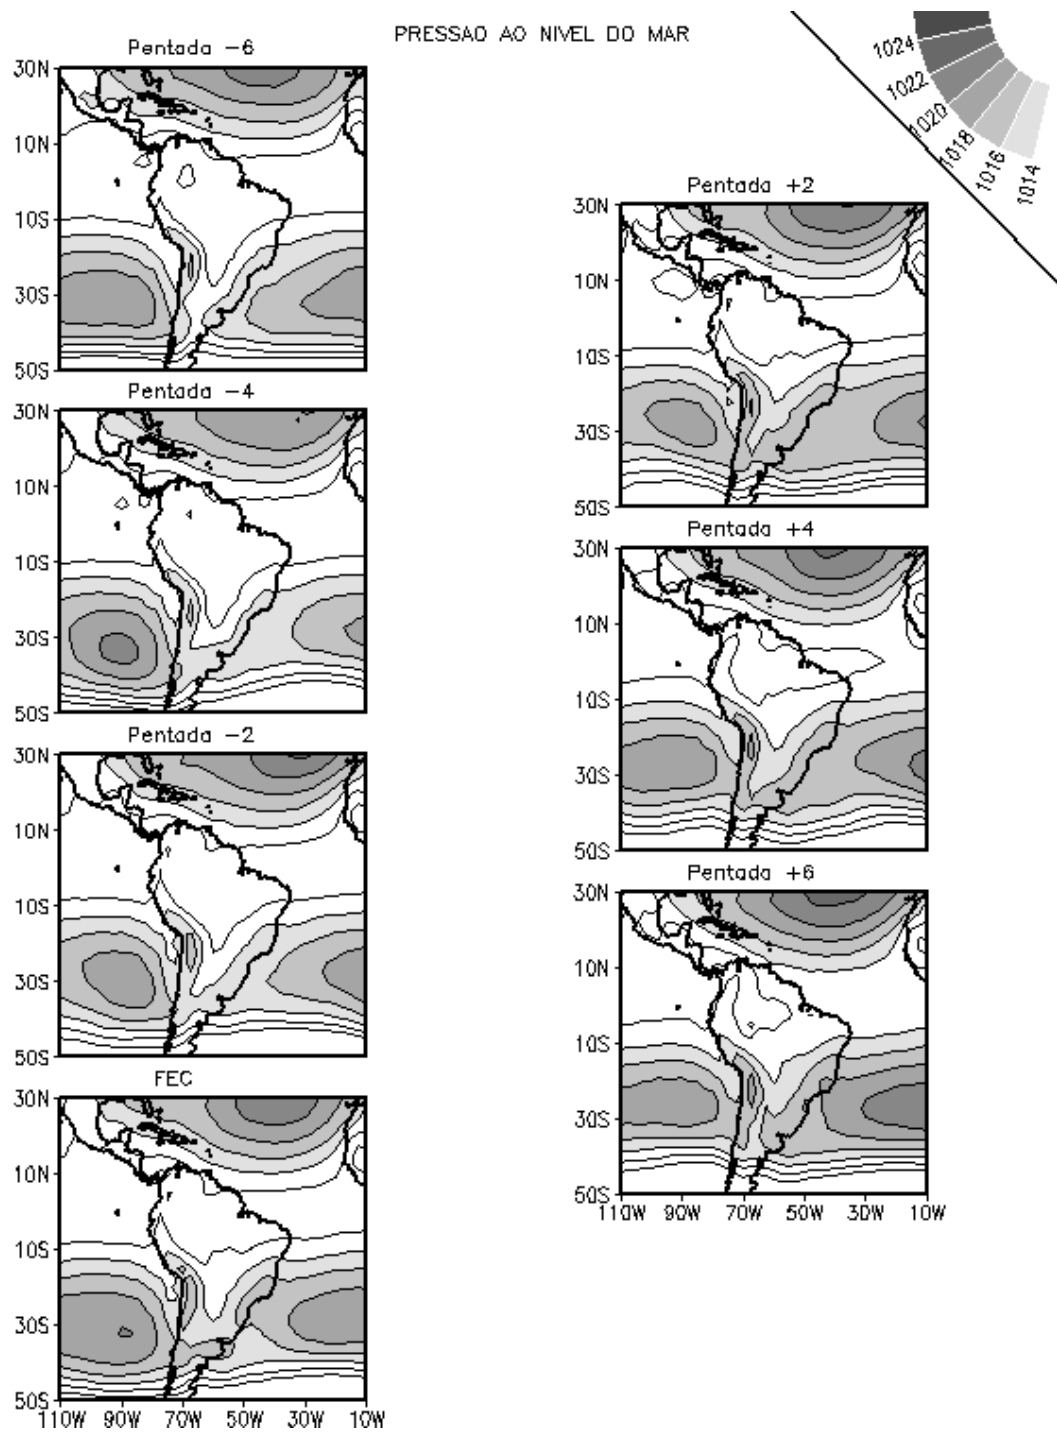 PRESSAO AO NIVEL DO MAR
1024
1022
1020
1018
1016
1014
Pentada -6
30N
10N
10S
30S
50S
Pentada -4
30N
10N
10S
30S
50S
Pentada -2
30N
10N
10S
30S
50S
FEC
30N
10N
10S
30S
50S
110W 90W 70W 50W 30W 10W
Pentada +2
30N
10N
10S
30S
50S
Pentada +4
30N
10N
10S
30S
50S
Pentada +6
30N
10N
10S
30S
50S
110W 90W 70W 50W 30W 10W